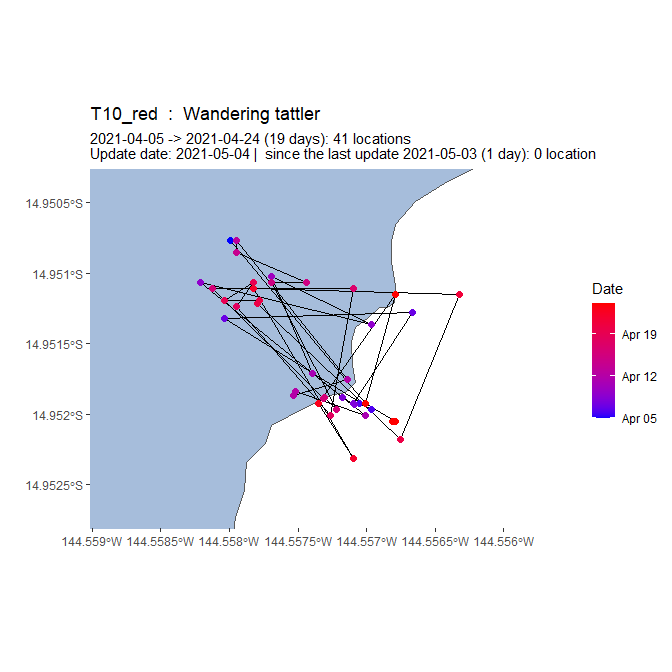 T10_red : Wandering tattler
2021-04-05 -> 2021-04-24 (19 days): 41 locations
Update date: 2021-05-04 | since the last update 2021-05-03 (1 day): 0 location
14.9505°S
14.951°S
14.9515°S
14.952°S
14.9525°S
144.559°W 144.5585°W 144.558°W 144.5575°W 144.557°W 144.5565°W 144.556°W
Date
Apr 19
Apr 12
Apr 05